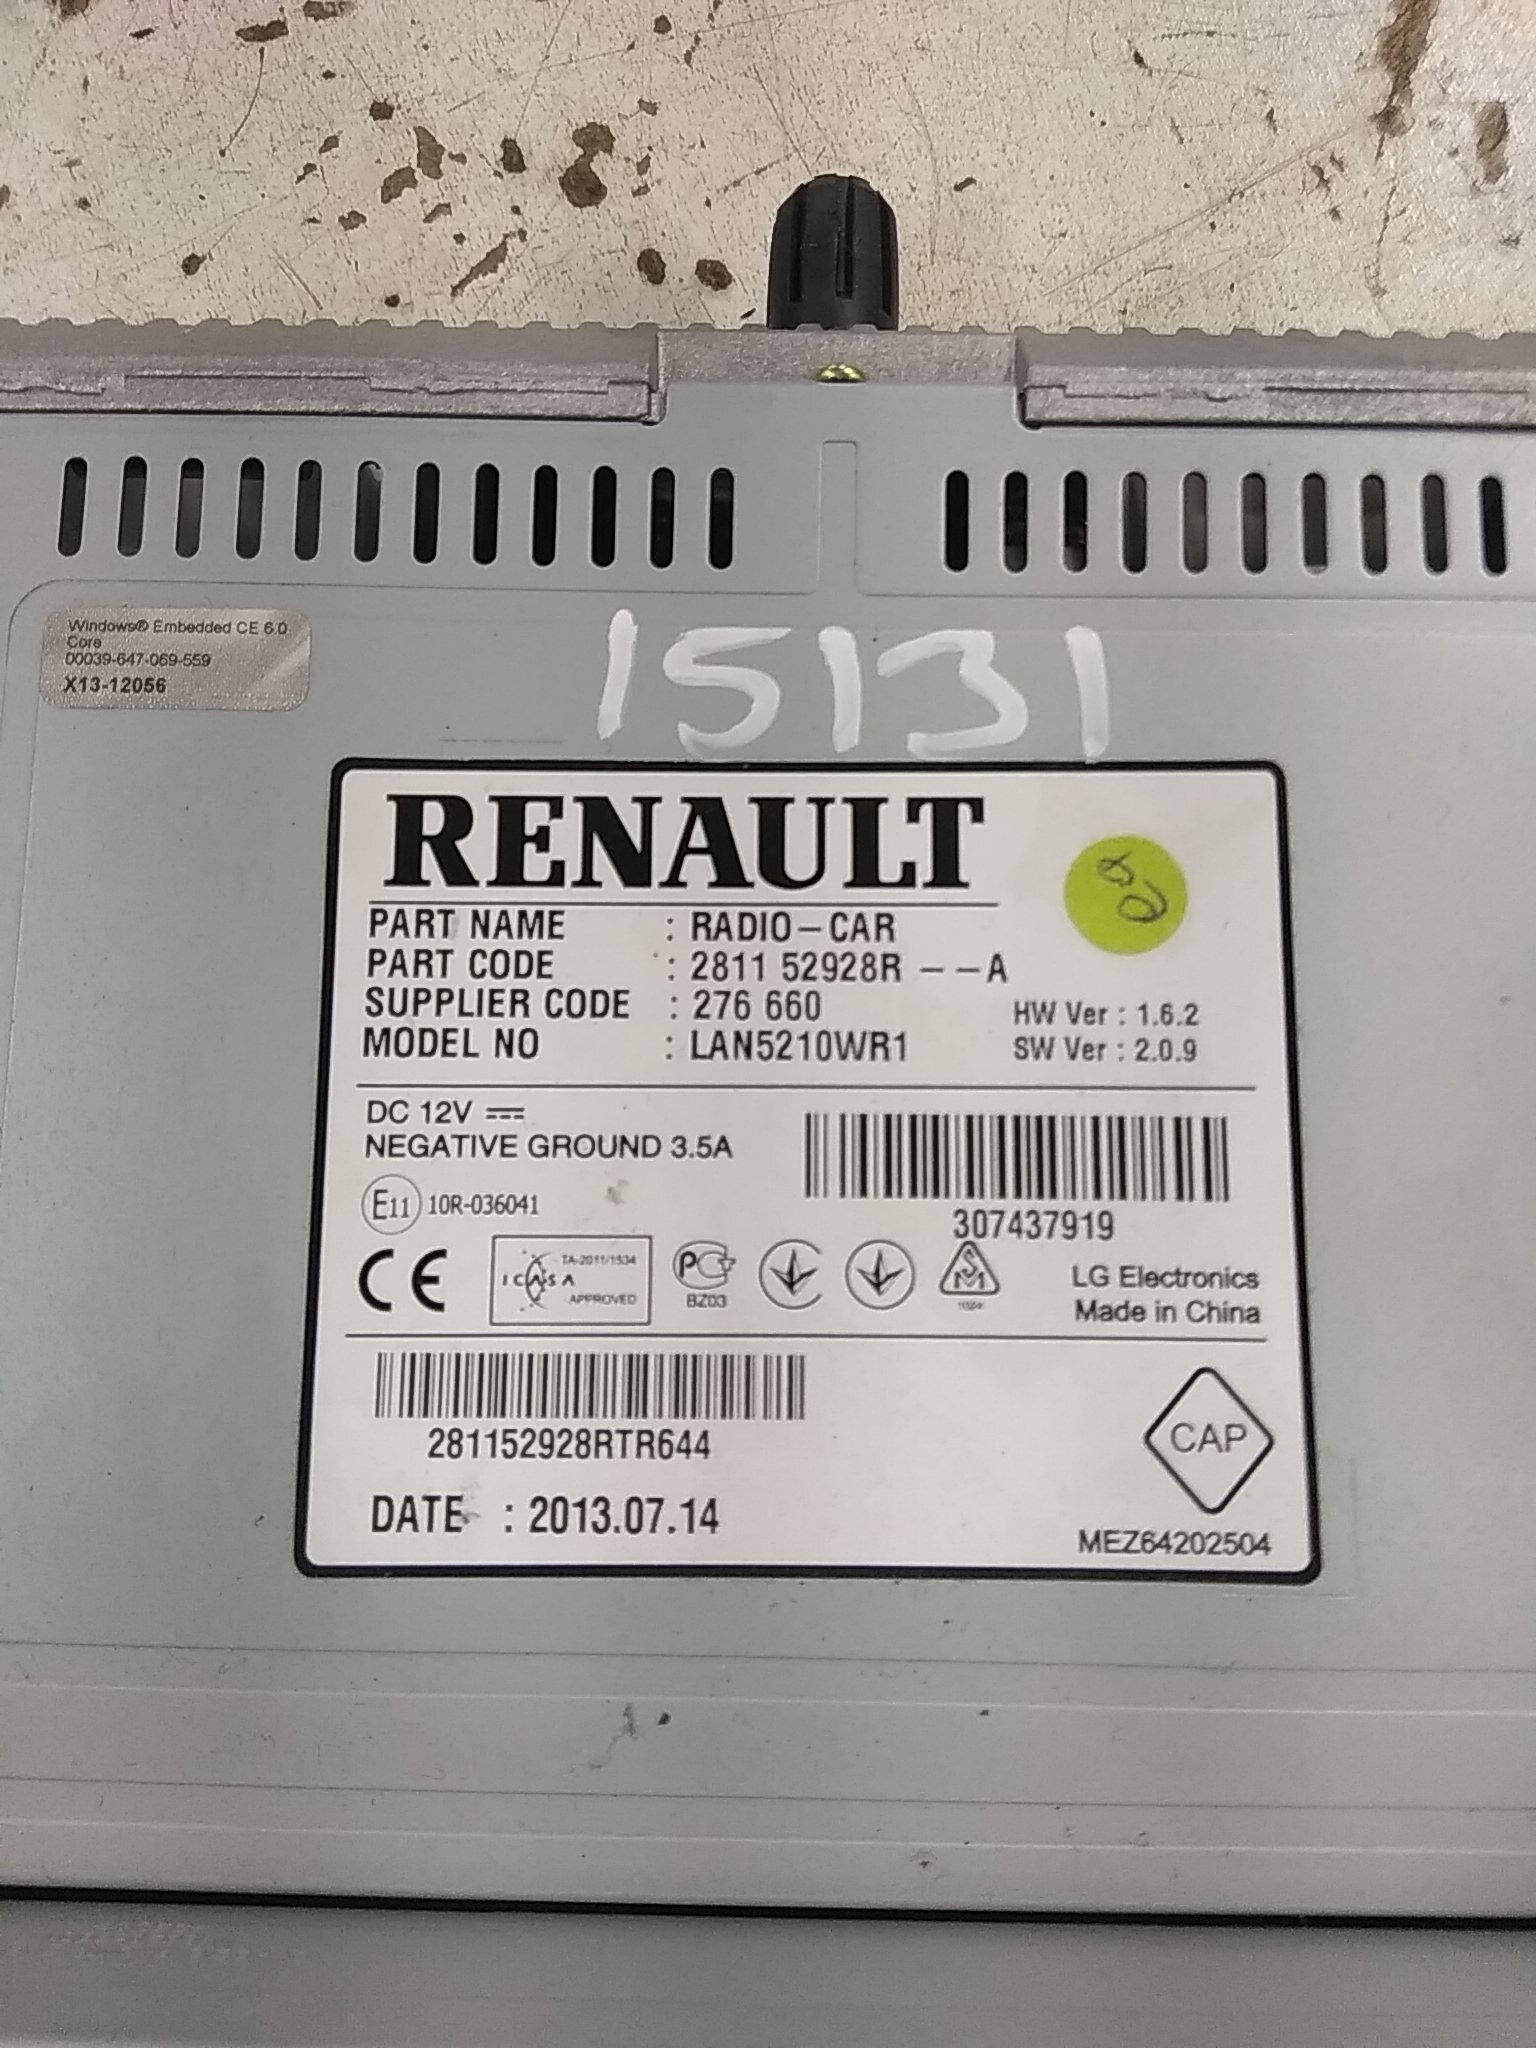 Windows® Embedded CE 6.0
Core
00039-647-069-559
X13-12056
15131
RENAULT
PART NAME : RADIO-CAR
PART CODE : 2811 52928R --A
SUPPLIER CODE : 276 660
HW Ver : 1.6.2
MODEL NO : LAN5210WR1
SW Ver : 2.0.9
DC 12V
NEGATIVE GROUND 3.5A
307437919
E11 10R-036041
CE
TA-2011/1534
ICASA
APPROVED
BZ03
LG Electronics
Made in China
281152928RTR644
CAP
DATE : 2013.07.14
MEZ64202504